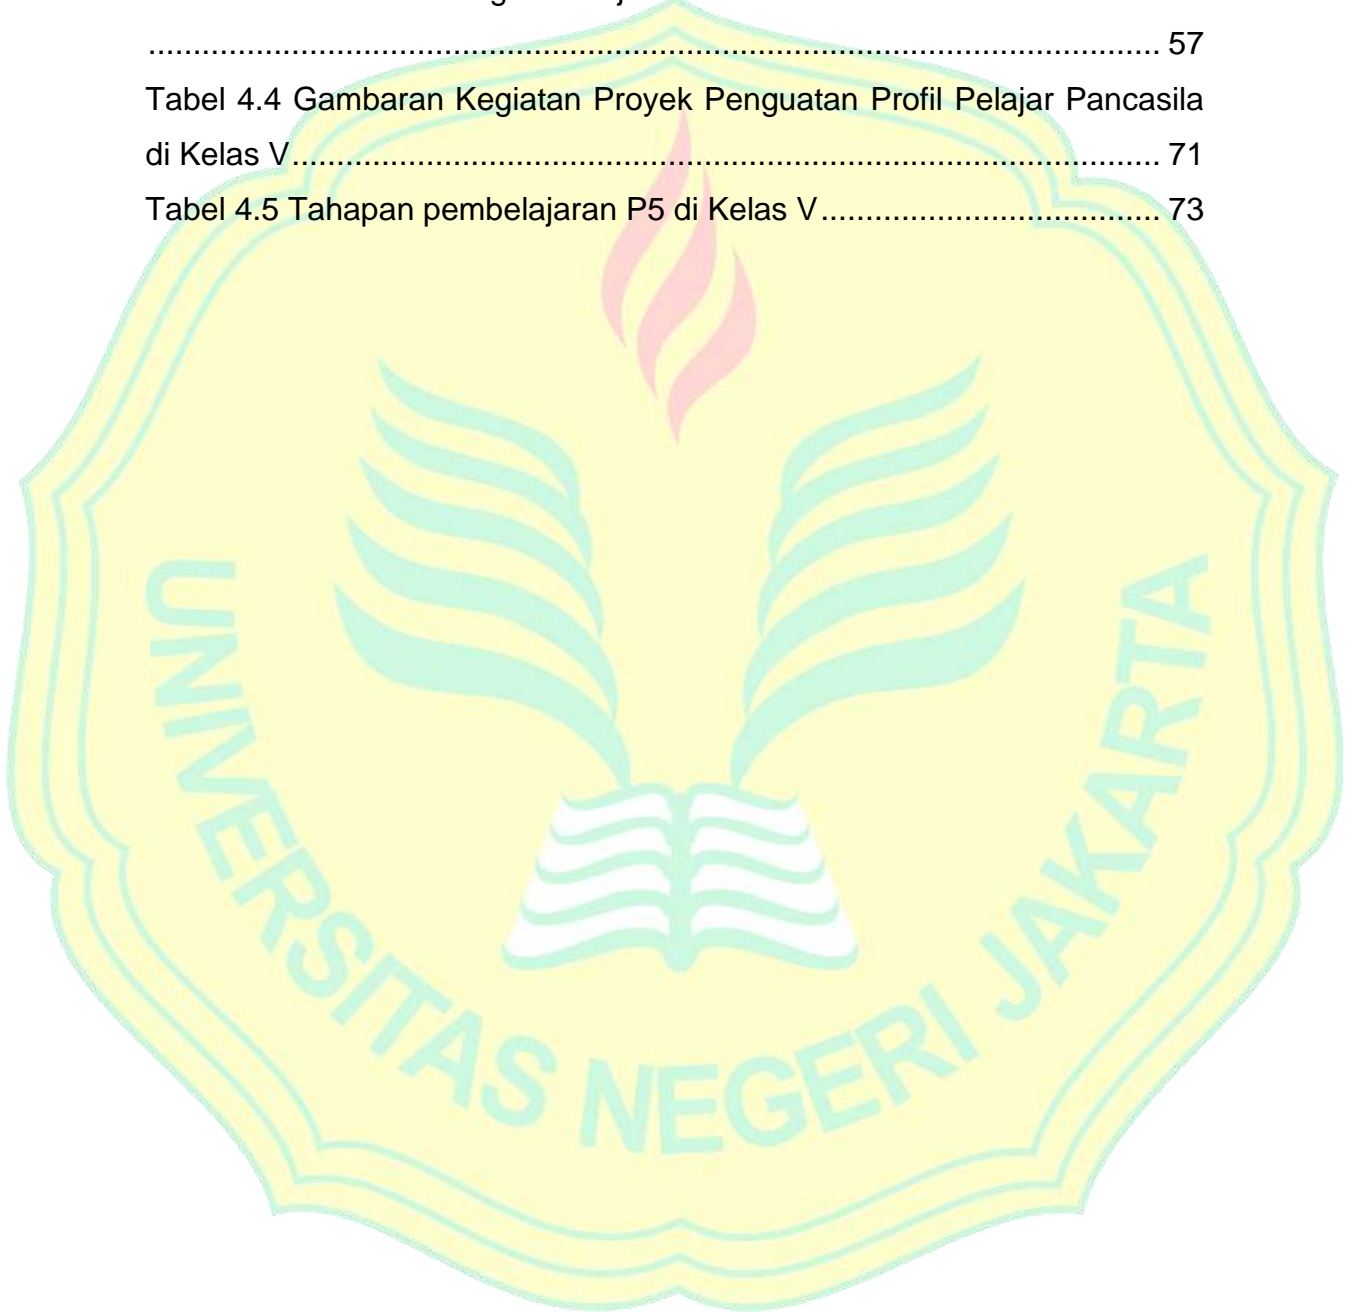 ........................................................................................................................ 57
Tabel 4.4 Gambaran Kegiatan Proyek Penguatan Profil Pelajar Pancasila
di Kelas V........................................................................................................ 71
Tabel 4.5 Tahapan pembelajaran P5 di Kelas V...................................... 73
UNIVERSITAS NEGERI JAKARTA